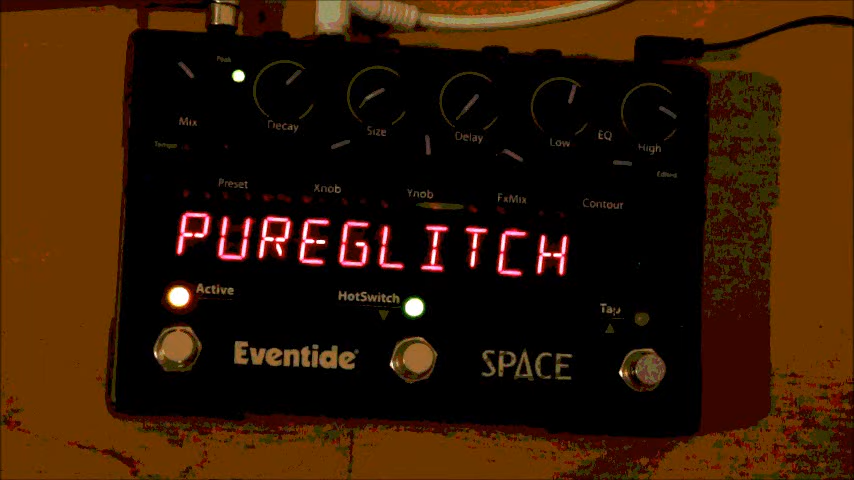 Peak
Mix Decay Size Delay Low EQ High
Tempo
Preset Xnob Ynob FxMix Contour
PUREGLITCH
Active HotSwitch Tap
Eventide SPACE